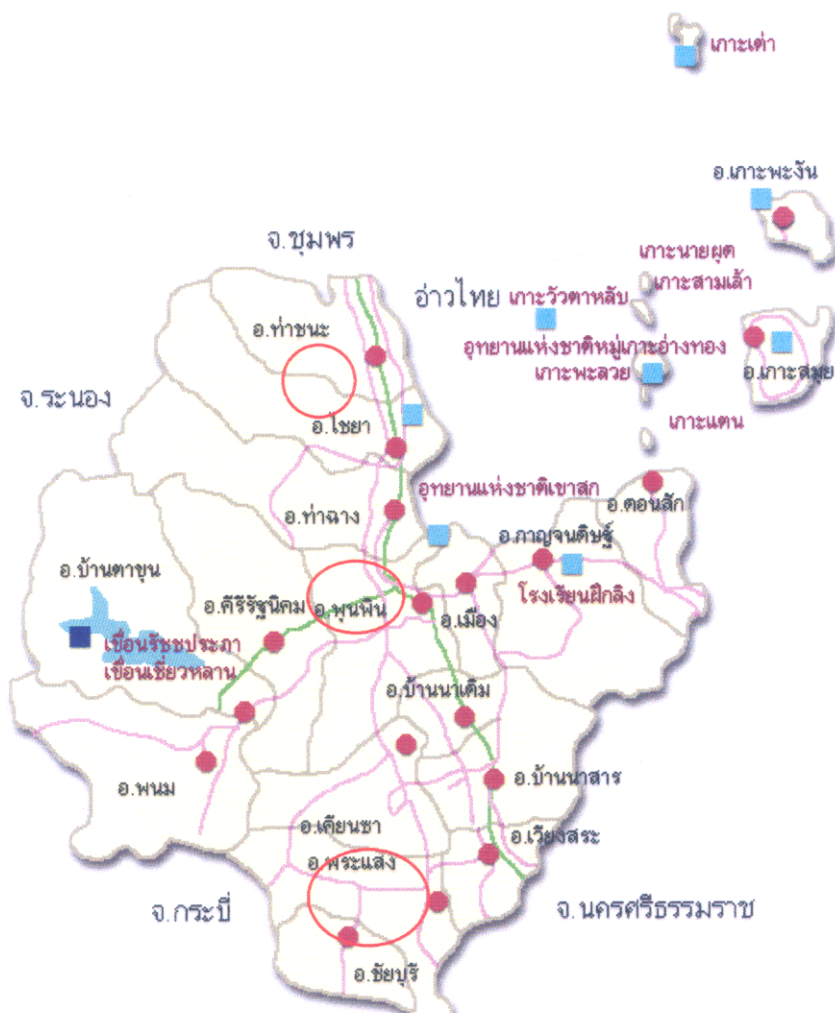 เกาะเต่า
อ.เกาะพะงัน
จ.ชุมพร
เกาะนายผุด
เกาะสามเล้า
อ่าวไทย
เกาะวัวตาหลับ
อ.ท่าชนะ
อุทยานแห่งชาติหมู่เกาะอ่างทอง
เกาะพะลวย
อ.เกาะสมุย
จ.ระนอง
อ.ไชยา
เกาะแตน
อุทยานแห่งชาติเขาสก
อ.ดอนสัก
อ.ท่าฉาง
อ.กาญจนดิษฐ์
อ.บ้านตาขุน
อ.คีรีรัฐนิคม
อ.พุนพิน
อ.เมือง
โรงเรียนฝึกลิง
เขื่อนรัชชประภา
เขื่อนเชี่ยวหลาน
อ.บ้านนาเดิม
อ.พนม
อ.บ้านนาสาร
อ.เคียนซา
อ.เวียงสระ
อ.พระแสง
จ.กระบี่
จ.นครศรีธรรมราช
อ.ชัยบุรี